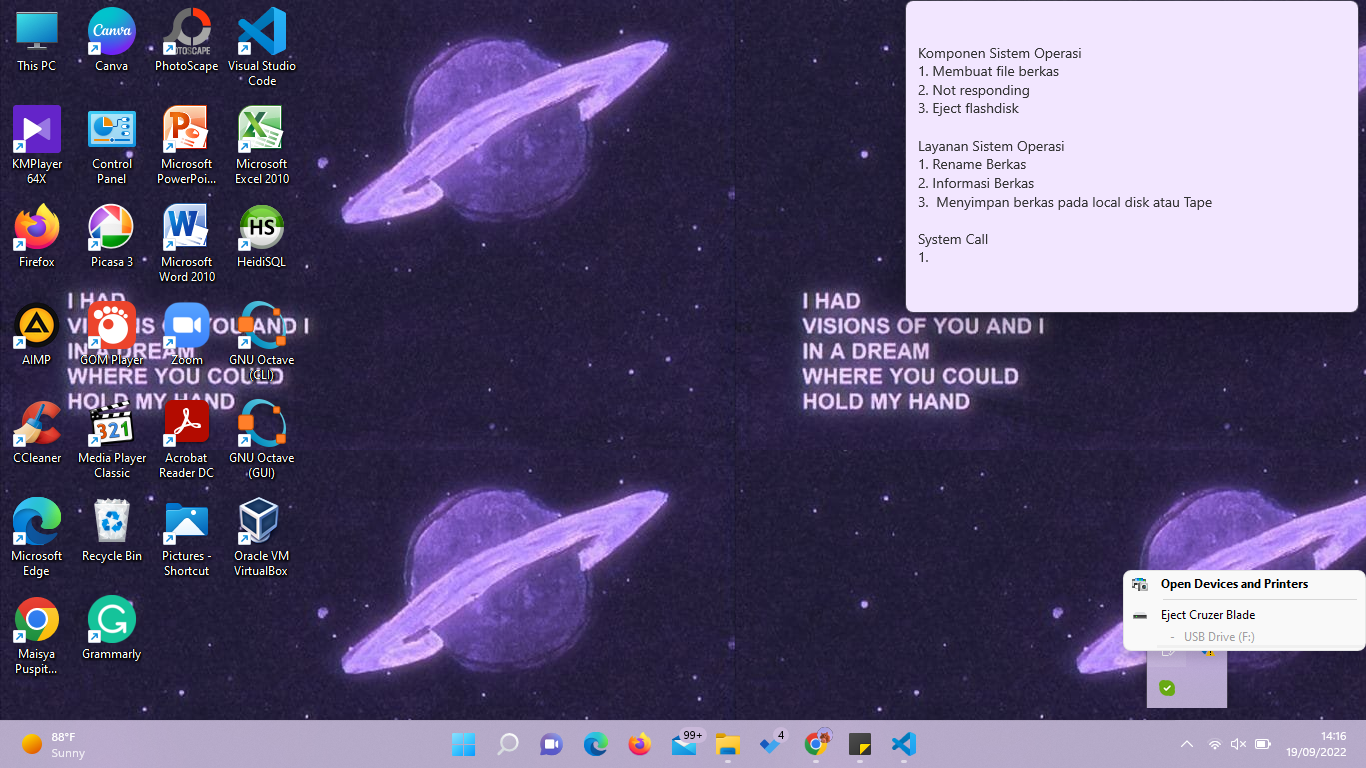 This PC
Canva
PhotoScape
Visual Studio
Code
KMPlayer
64X
Control
Panel
Microsoft
PowerPoi...
Microsoft
Excel 2010
Firefox
Picasa 3
Microsoft
Word 2010
HS
HeidiSQL
AIMP
GOM Player
Zoom
GNU Octave
(CLI)
CCleaner
321
Media Player
Classic
Acrobat
Reader DC
GNU Octave
(GUI)
Microsoft
Edge
Recycle Bin
Pictures -
Shortcut
Oracle VM
VirtualBox
Maisya
Puspit...
Grammarly
I HAD
VISIONS OF YOU AND I
IN A DREAM
WHERE YOU COULD
HOLD MY HAND
I HAD
VISIONS OF YOU AND I
IN A DREAM
WHERE YOU COULD
HOLD MY HAND
Komponen Sistem Operasi
1. Membuat file berkas
2. Not responding
3. Eject flashdisk
Layanan Sistem Operasi
1. Rename Berkas
2. Informasi Berkas
3. Menyimpan berkas pada local disk atau Tape
System Call
1.
Open Devices and Printers
Eject Cruzer Blade
- USB Drive (F:)
88°F
Sunny
99+
4
14:16
19/09/2022